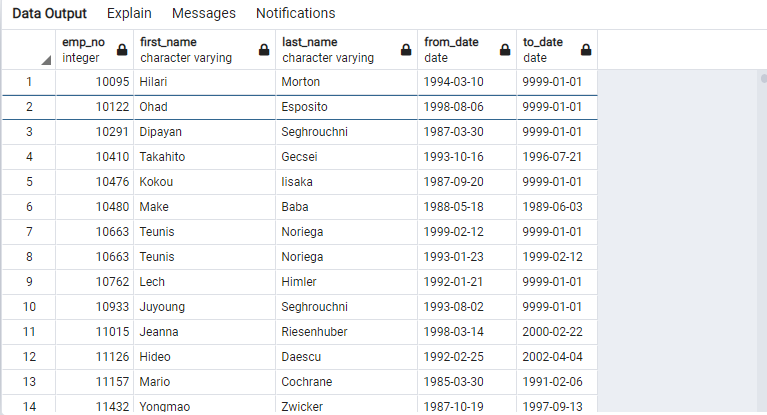 Data Output Explain Messages Notifications
emp_no first_name last_name from_date to_date
integer character varying character varying date date
1 10095 Hilari Morton 1994-03-10 9999-01-01
2 10122 Ohad Esposito 1998-08-06 9999-01-01
3 10291 Dipayan Seghrouchni 1987-03-30 9999-01-01
4 10410 Takahito Gecsei 1993-10-16 1996-07-21
5 10476 Kokou Iisaka 1987-09-20 9999-01-01
6 10480 Make Baba 1988-05-18 1989-06-03
7 10663 Teunis Noriega 1999-02-12 9999-01-01
8 10663 Teunis Noriega 1993-01-23 1999-02-12
9 10762 Lech Himler 1992-01-21 9999-01-01
10 10933 Juyoung Seghrouchni 1993-08-02 9999-01-01
11 11015 Jeanna Riesenhuber 1998-03-14 2000-02-22
12 11126 Hideo Daescu 1992-02-25 2002-04-04
13 11157 Mario Cochrane 1985-03-30 1991-02-06
14 11432 Yongmao Zwicker 1987-10-19 1997-09-13